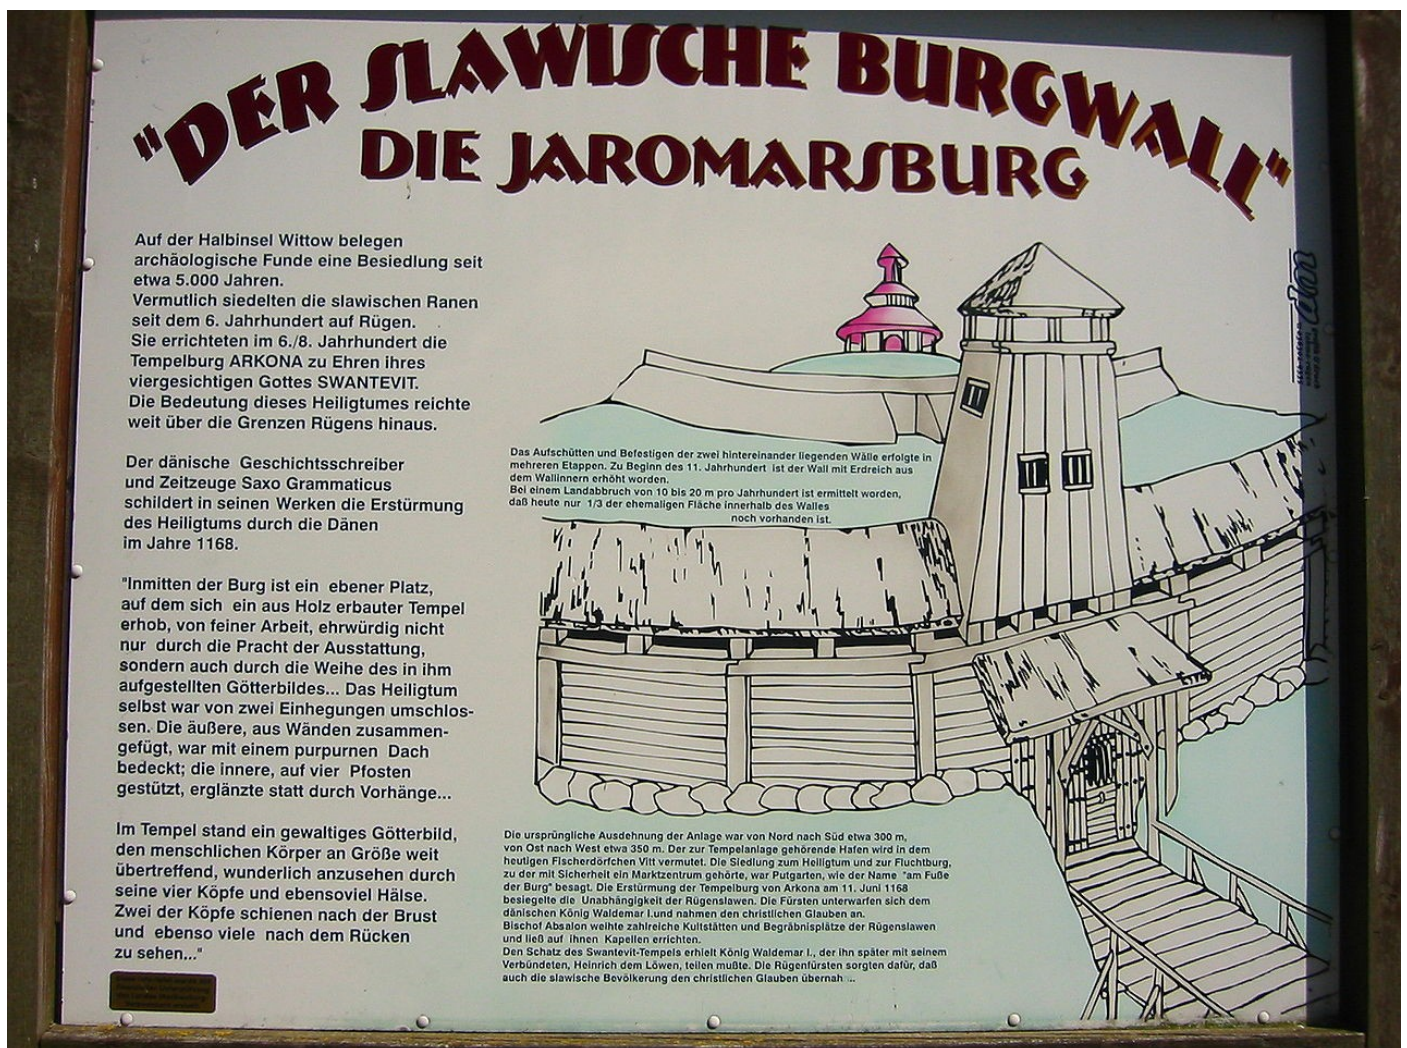 "DER SLAWISCHE BURGWALL"
DIE JAROMARSBURG
Auf der Halbinsel Wittow belegen
archäologische Funde eine Besiedlung seit
etwa 5.000 Jahren.
Vermutlich siedelten die slawischen Ranen
seit dem 6. Jahrhundert auf Rügen.
Sie errichteten im 6./8. Jahrhundert die
Tempelburg ARKONA zu Ehren ihres
viergesichtigen Gottes SWANTEVIT.
Die Bedeutung dieses Heiligtumes reichte
weit über die Grenzen Rügens hinaus.
Der dänische Geschichtsschreiber
und Zeitzeuge Saxo Grammaticus
schildert in seinen Werken die Erstürmung
des Heiligtums durch die Dänen
im Jahre 1168.
"Inmitten der Burg ist ein ebener Platz,
auf dem sich ein aus Holz erbauter Tempel
erhob, von feiner Arbeit, ehrwürdig nicht
nur durch die Pracht der Ausstattung,
sondern auch durch die Weihe des in ihm
aufgestellten Götterbildes... Das Heiligtum
selbst war von zwei Einhegungen umschlos-
sen. Die äußere, aus Wänden zusammen-
gefügt, war mit einem purpurnen Dach
bedeckt; die innere, auf vier Pfosten
gestützt, erglänzte statt durch Vorhänge...
Im Tempel stand ein gewaltiges Götterbild,
den menschlichen Körper an Größe weit
übertreffend, wunderlich anzusehen durch
seine vier Köpfe und ebensoviel Hälse.
Zwei der Köpfe schienen nach der Brust
und ebenso viele nach dem Rücken
zu sehen..."
Das Aufschütten und Befestigen der zwei hintereinander liegenden Wälle erfolgte in
mehreren Etappen. Zu Beginn des 11. Jahrhundert ist der Wall mit Erdreich aus
dem Wallinnern erhöht worden.
Bei einem Landabbruch von 10 bis 20 m pro Jahrhundert ist ermittelt worden,
daß heute nur 1/3 der ehemaligen Fläche innerhalb des Walles
noch vorhanden ist.
Die ursprüngliche Ausdehnung der Anlage war von Nord nach Süd etwa 300 m,
von Ost nach West etwa 350 m. Der zur Tempelanlage gehörende Hafen wird in dem
heutigen Fischerdörfchen Vitt vermutet. Die Siedlung zum Heiligtum und zur Fluchtburg,
zu der mit Sicherheit ein Marktzentrum gehörte, war Putgarten, wie der Name "am Fuße
der Burg" besagt. Die Erstürmung der Tempelburg von Arkona am 11. Juni 1168
besiegelte die Unabhängigkeit der Rügenslawen. Die Fürsten unterwarfen sich dem
dänischen König Waldemar I.und nahmen den christlichen Glauben an.
Bischof Absalon weihte zahlreiche Kultstätten und Begräbnisplätze der Rügenslawen
und ließ auf ihnen Kapellen errichten.
Den Schatz des Swantevit-Tempels erhielt König Waldemar I., der ihn später mit seinem
Verbündeten, Heinrich dem Löwen, teilen mußte. Die Rügenfürsten sorgten dafür, daß
auch die slawische Bevölkerung den christlichen Glauben übernah ...